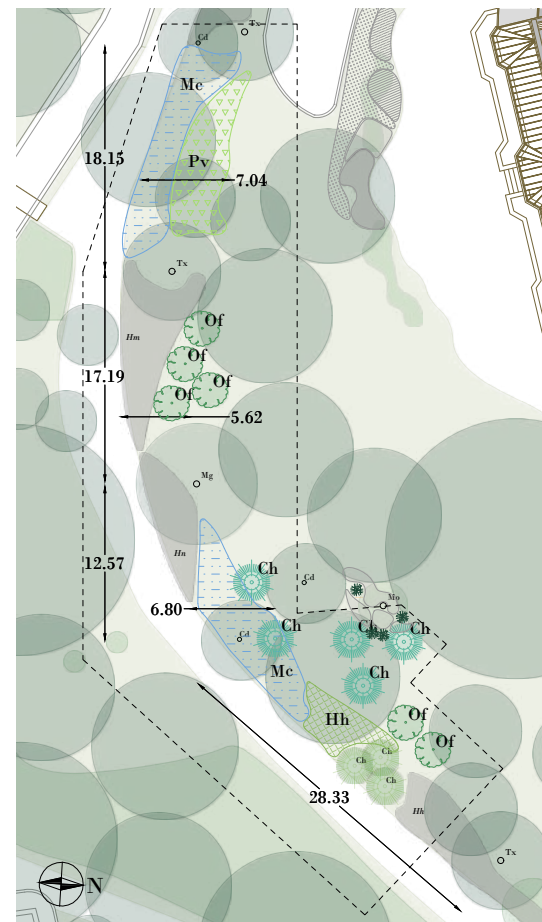 Tx
Cd
Mc
18.15
Pv
7.04
Tx
Of
Hm
Of
Of
17.19
Of
5.62
Mg
Hn
12.57
Ch
Cd
Mo
6.80
Ch
Ch
Ch
Cd
Mc
Ch
Hh
Of
Of
Ch
Ch
Ch
28.33
Hh
Tx
N